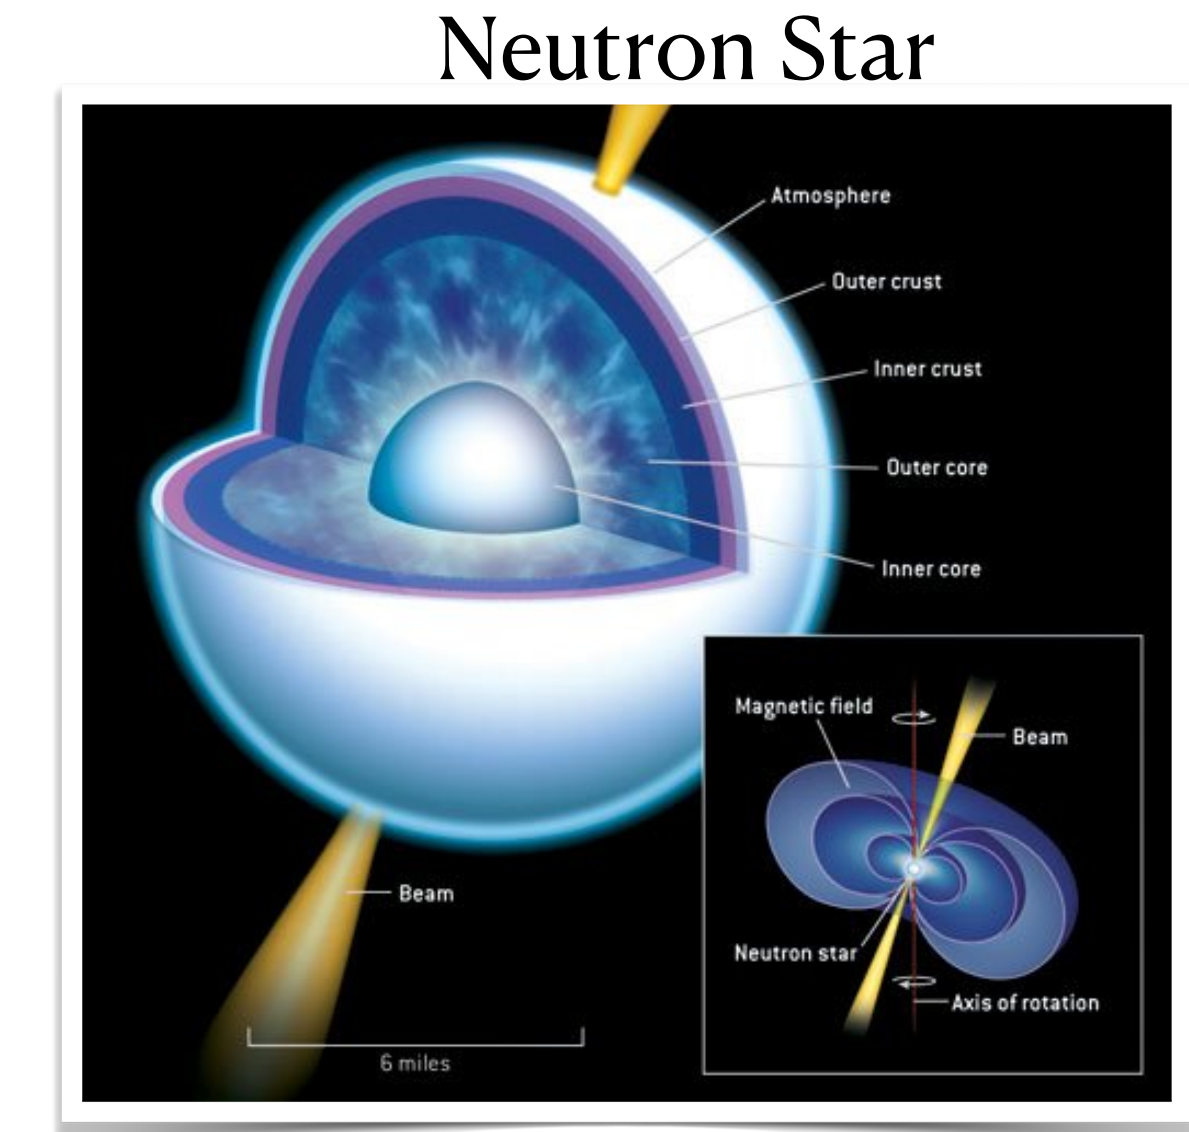 Neutron Star
Atmosphere
Outer crust
Inner crust
Outer core
Inner core
Magnetic field
Beam
Beam
Neutron star
Axis of rotation
6 miles